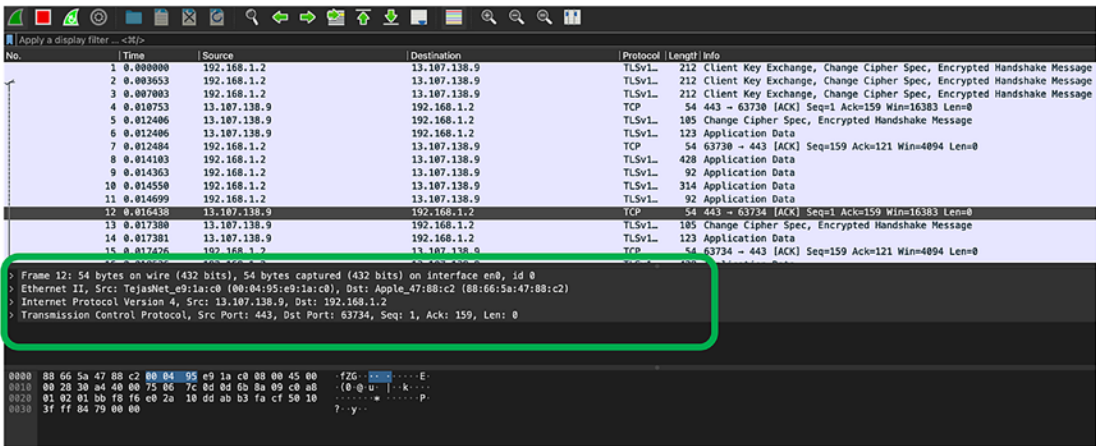 Apply a display filter ... <⌘/>
No. Time Source Destination Protocol Length Info
1 0.000000 192.168.1.2 13.107.138.9 TLSv1… 212 Client Key Exchange, Change Cipher Spec, Encrypted Handshake Message
2 0.003653 192.168.1.2 13.107.138.9 TLSv1… 212 Client Key Exchange, Change Cipher Spec, Encrypted Handshake Message
3 0.007003 192.168.1.2 13.107.138.9 TLSv1… 212 Client Key Exchange, Change Cipher Spec, Encrypted Handshake Message
4 0.010753 13.107.138.9 192.168.1.2 TCP 54 443 → 63730 [ACK] Seq=1 Ack=159 Win=16383 Len=0
5 0.012406 13.107.138.9 192.168.1.2 TLSv1… 105 Change Cipher Spec, Encrypted Handshake Message
6 0.012406 13.107.138.9 192.168.1.2 TLSv1… 123 Application Data
7 0.012484 192.168.1.2 13.107.138.9 TCP 54 63730 → 443 [ACK] Seq=159 Ack=121 Win=4094 Len=0
8 0.014103 192.168.1.2 13.107.138.9 TLSv1… 428 Application Data
9 0.014363 192.168.1.2 13.107.138.9 TLSv1… 92 Application Data
10 0.014550 192.168.1.2 13.107.138.9 TLSv1… 314 Application Data
11 0.014699 192.168.1.2 13.107.138.9 TLSv1… 92 Application Data
12 0.016438 13.107.138.9 192.168.1.2 TCP 54 443 → 63734 [ACK] Seq=1 Ack=159 Win=16383 Len=0
13 0.017380 13.107.138.9 192.168.1.2 TLSv1… 105 Change Cipher Spec, Encrypted Handshake Message
14 0.017381 13.107.138.9 192.168.1.2 TLSv1… 123 Application Data
15 0.017426 192.168.1.2 13.107.138.9 TCP 54 63734 → 443 [ACK] Seq=159 Ack=121 Win=4094 Len=0
Frame 12: 54 bytes on wire (432 bits), 54 bytes captured (432 bits) on interface en0, id 0
Ethernet II, Src: TejasNet_e9:1a:c0 (00:04:95:e9:1a:c0), Dst: Apple_47:88:c2 (88:66:5a:47:88:c2)
Internet Protocol Version 4, Src: 13.107.138.9, Dst: 192.168.1.2
Transmission Control Protocol, Src Port: 443, Dst Port: 63734, Seq: 1, Ack: 159, Len: 0
0000 88 66 5a 47 88 c2 00 04 95 e9 1a c0 08 00 45 00 ·fZG·· ·· ······E·
0010 00 28 30 a4 40 00 75 06 7c 0d 0d 6b 8a 09 c0 a8 ·(0·@·u· |··k····
0020 01 02 01 bb f8 f6 e0 2a 10 dd ab b3 fa cf 50 10 ·······* ······P·
0030 3f ff 84 79 00 00 ?··y··